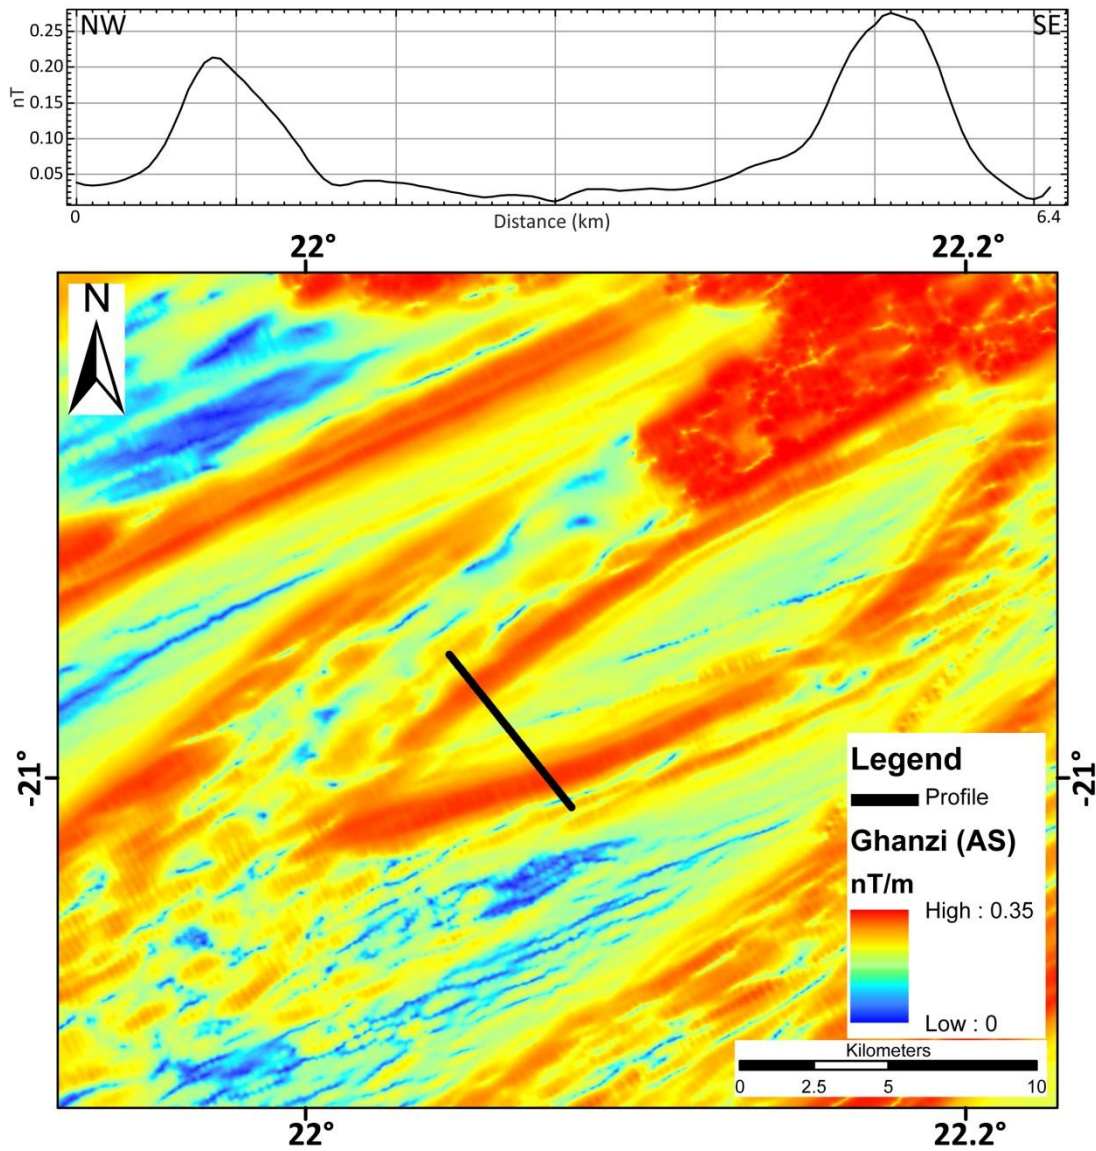 NW SE
0.25
0.20
nT
0.15
0.10
0.05
0 Distance (km) 6.4
22° 22.2°
N
-21° -21°
Legend
Profile
Ghanzi (AS)
nT/m
High : 0.35
Low : 0
Kilometers
0 2.5 5 10
22° 22.2°